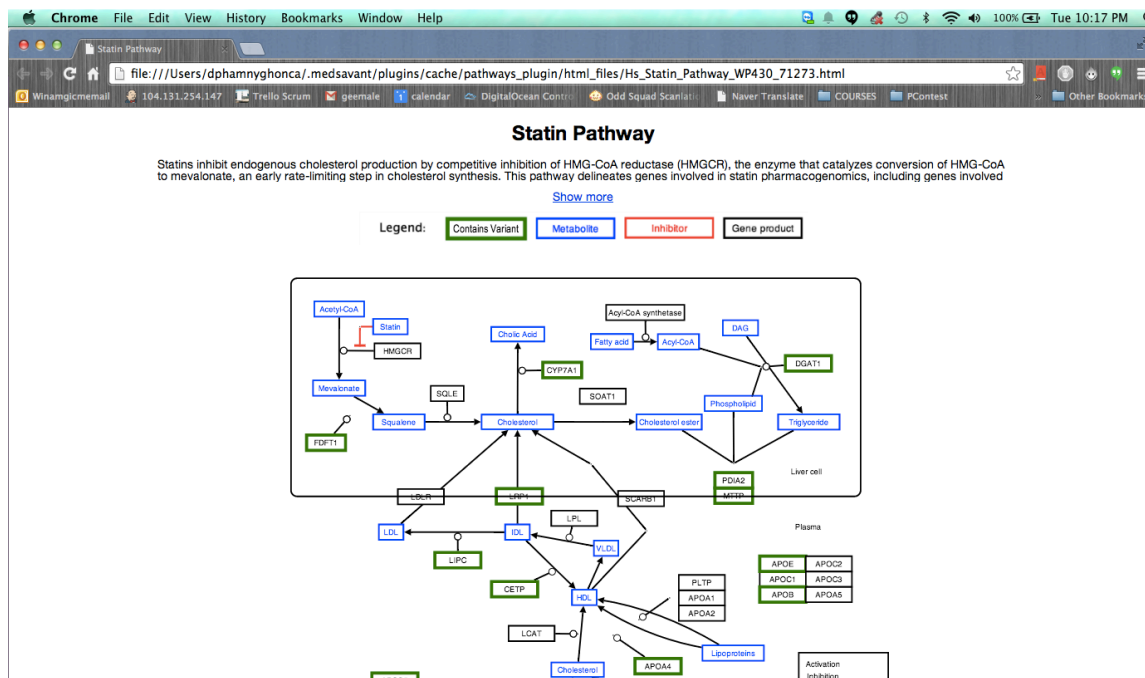 Chrome File Edit View History Bookmarks Window Help 100% Tue 10:17 PM
Statin Pathway
file:///Users/dphamnyghonca/.medsavant/plugins/cache/pathways_plugin/html_files/Hs_Statin_Pathway_WP430_71273.html
Winamgicmemail 104.131.254.147 Trello Scrum geemale calendar DigitalOcean Contr Odd Squad Scanlati Naver Translate COURSES PContest Other Bookmarks
Statin Pathway
Statins inhibit endogenous cholesterol production by competitive inhibition of HMG-CoA reductase (HMGCR), the enzyme that catalyzes conversion of HMG-CoA
to mevalonate, an early rate-limiting step in cholesterol synthesis. This pathway delineates genes involved in statin pharmacogenomics, including genes involved
Show more
Legend: Contains Variant Metabolite Inhibitor Gene product
Acetyl-CoA
Statin
HMGCR
Mevalonate
FDFT1
Squalene
SQLE
Cholesterol
Cholic Acid
CYP7A1
Acyl-CoA synthetase
Fatty acid
Acyl-CoA
SOAT1
Cholesterol ester
DAG
DGAT1
Phospholipid
Triglyceride
Liver cell
PDIA2
MTTP
LDLR
LRP1
SCARB1
Plasma
LDL
IDL
LPL
VLDL
LIPC
CETP
HDL
APOE APOC2
APOC1 APOC3
APOB APOA5
PLTP
APOA1
APOA2
LCAT
APOA4
Lipoproteins
Cholesterol
Activation
Inhibition